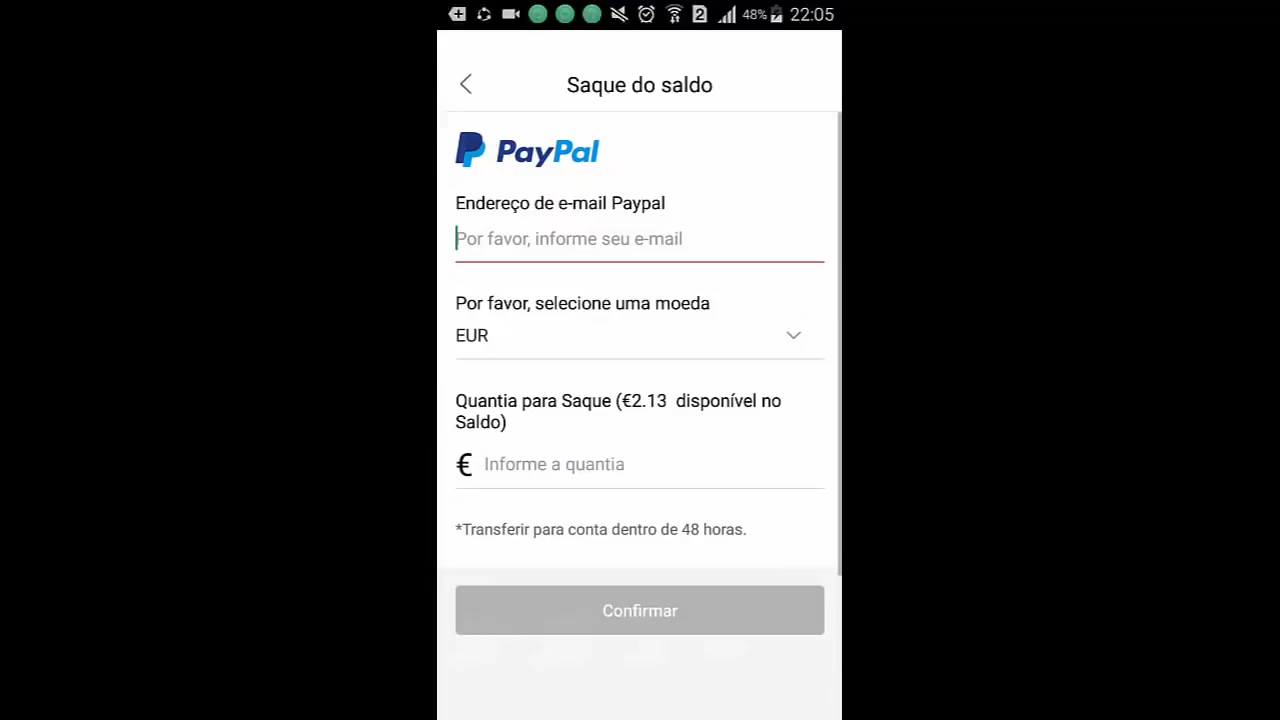 2 48% 22:05
Saque do saldo
PayPal
Endereço de e-mail Paypal
Por favor, informe seu e-mail
Por favor, selecione uma moeda
EUR
Quantia para Saque (€2.13 disponível no
Saldo)
€ Informe a quantia
*Transferir para conta dentro de 48 horas.
Confirmar